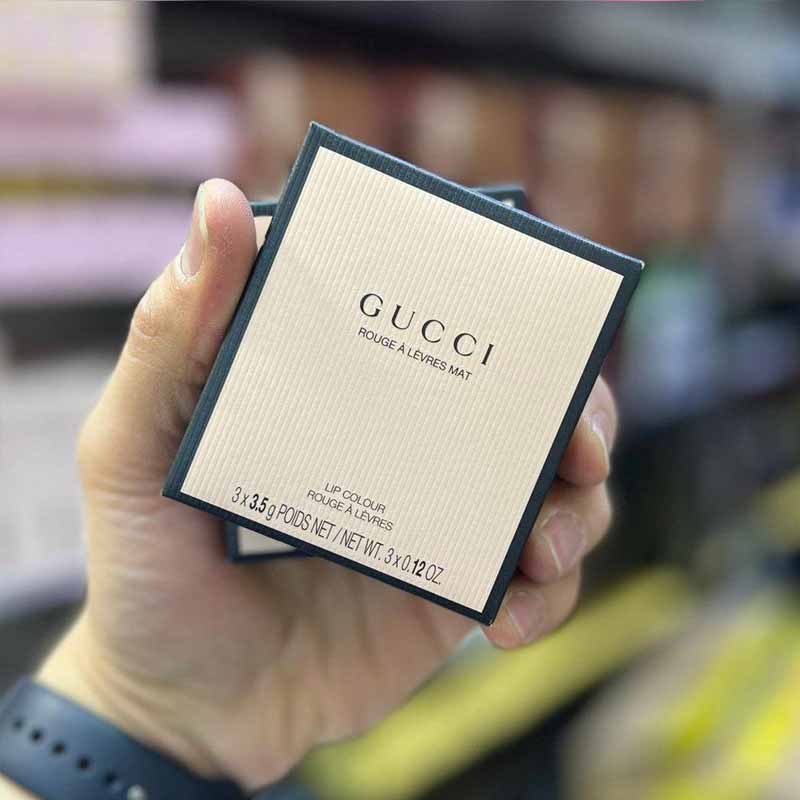 GUCCI
ROUGE À LÈVRES MAT
LIP COLOUR
ROUGE À LÈVRES
3 x 3.5 g POIDS NET / NET WT. 3 x 0.12 OZ.